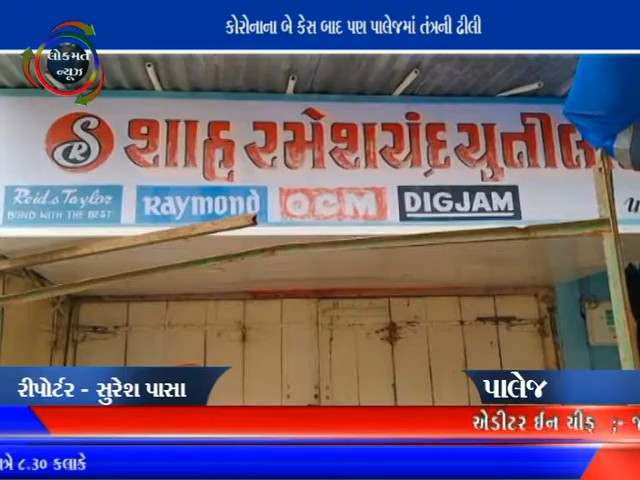 કોરોનાના બે કેસ બાદ પણ પાલેજમાં તંત્રની ઢીલી
લોકમત
ન્યૂઝ
SR
શાહ રમેશચંદ્ર ચુનીલ
Reid & Taylor
BOND WITH THE BEST
Raymond
OCM
DIGJAM
રીપોર્ટર - સુરેશ પાસા
પાલેજ
એડીટર ઈન ચીફ :-
૮.૩૦ કલાકે